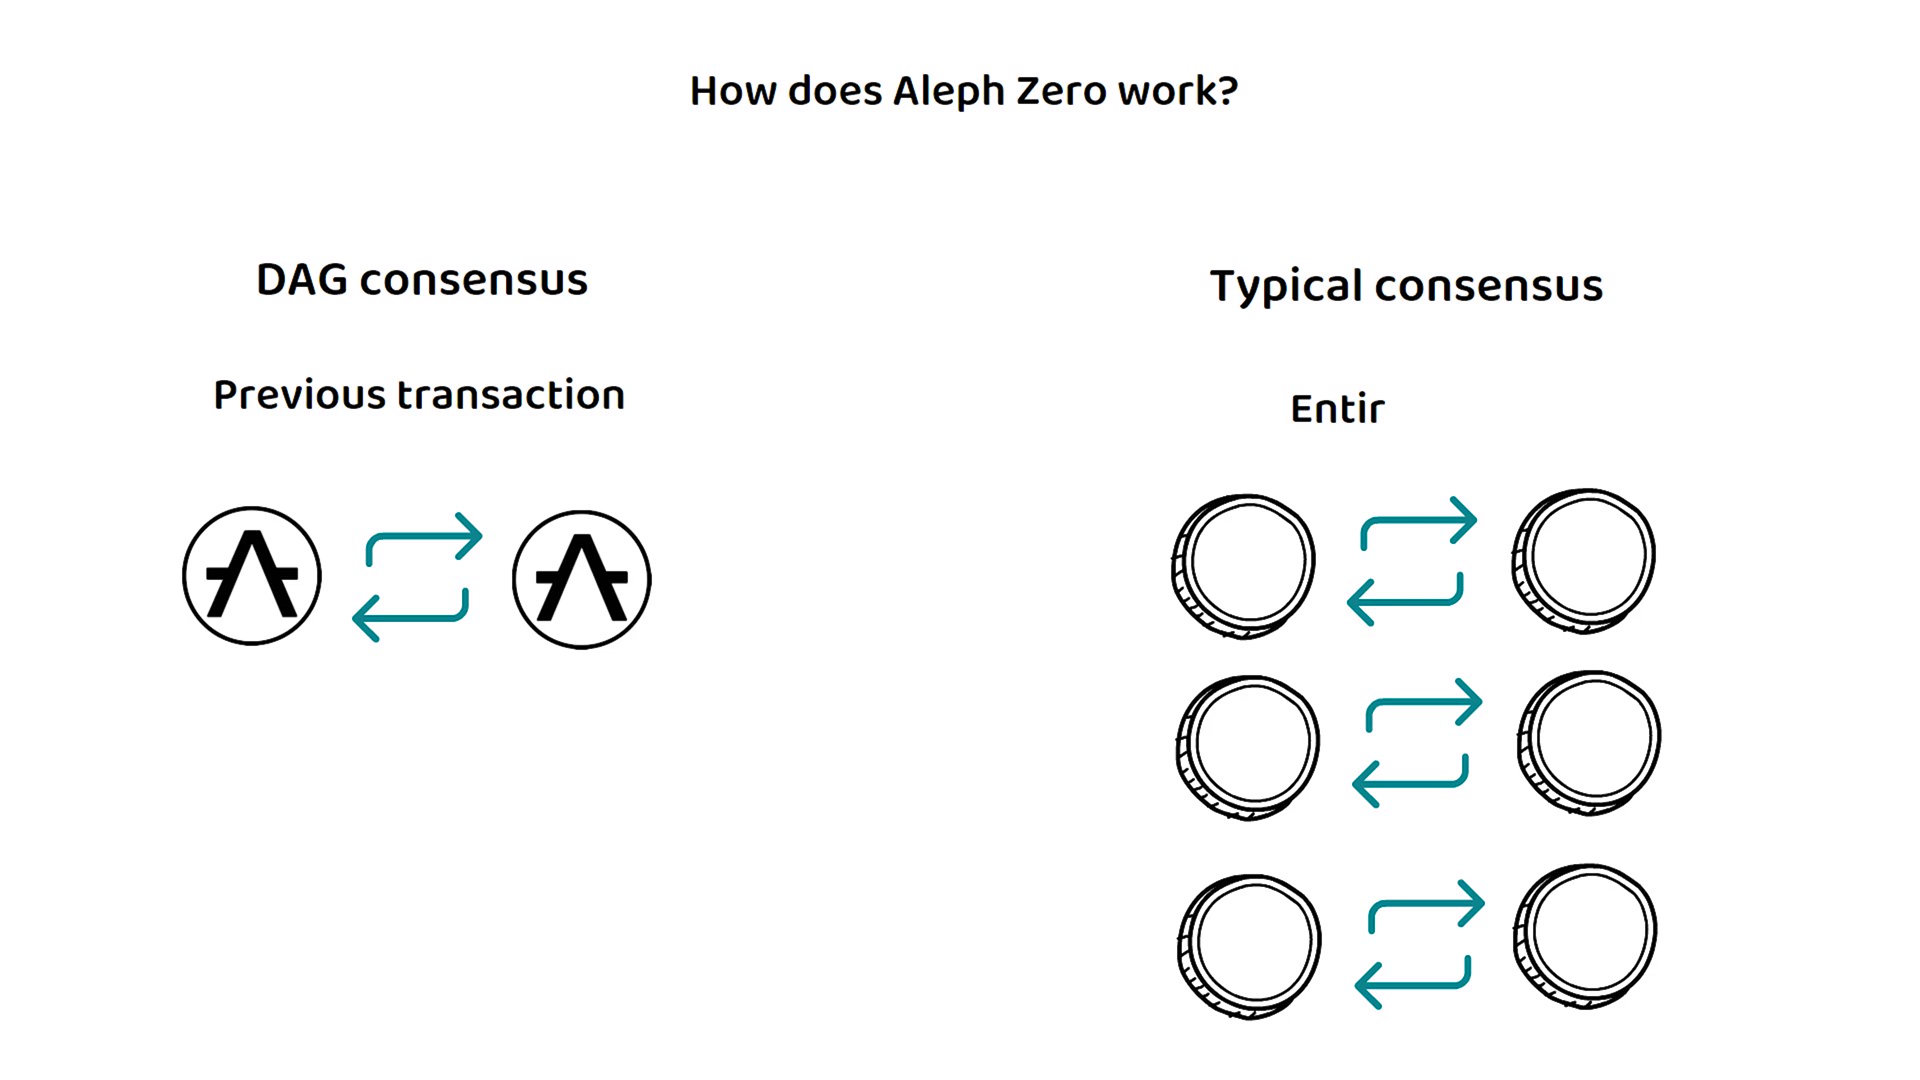 How does Aleph Zero work?
DAG consensus
Typical consensus
Previous transaction
Entir